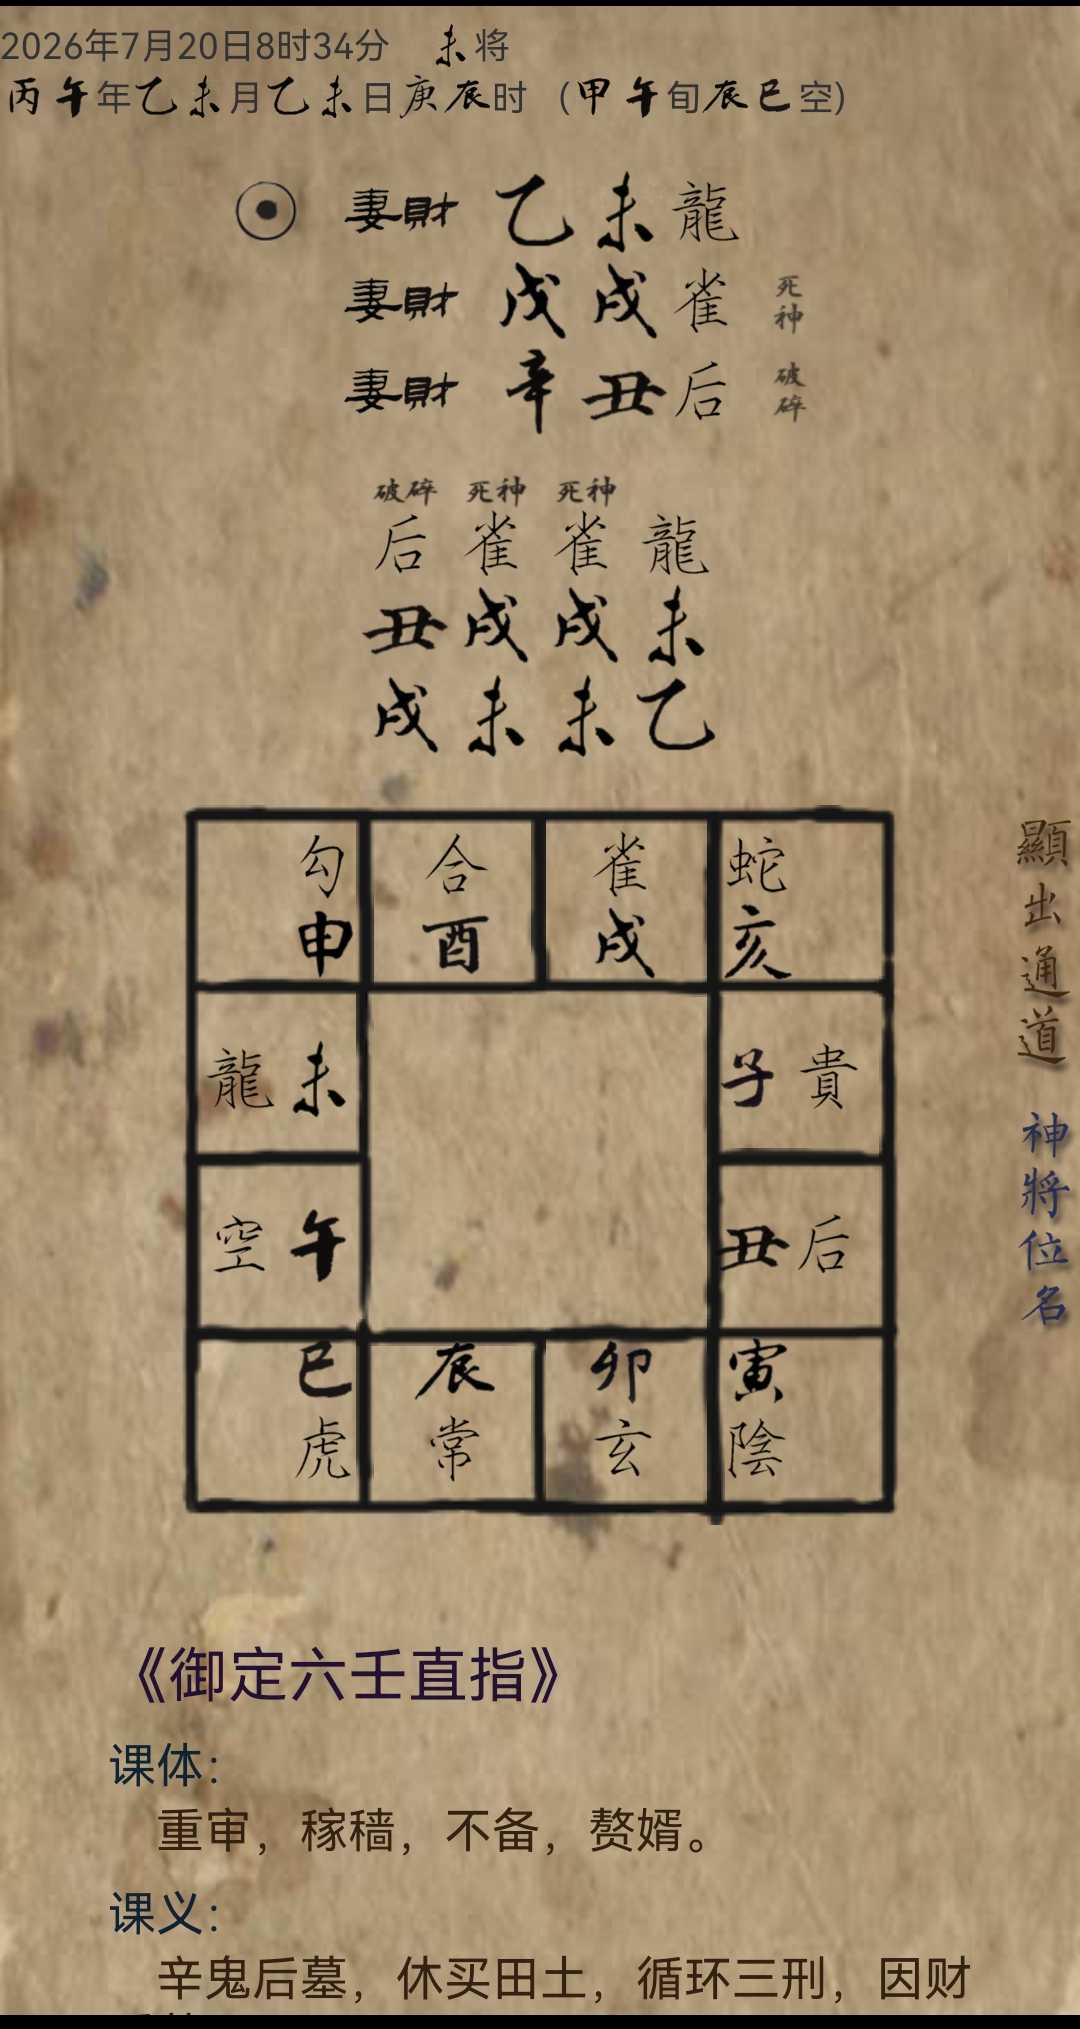 2026年7月20日8时34分 未将
丙午年乙未月乙未日庚辰时 (甲午旬辰巳空)
妻財 乙未龍
妻財 戊戌雀 死神
妻財 辛丑后 破碎
破碎 死神 死神
后 雀 雀 龍
丑 戌 戌 未
戌 未 未 乙
勾 合 雀 蛇
申 酉 戌 亥
龍 未 子 貴
空 午 丑 后
巳 辰 卯 寅
虎 常 玄 陰
顯出通道 神將位名
《御定六壬直指》
课体：
重审，稼穑，不备，赘婿。
课义：
辛鬼后墓，休买田土，循环三刑，因财